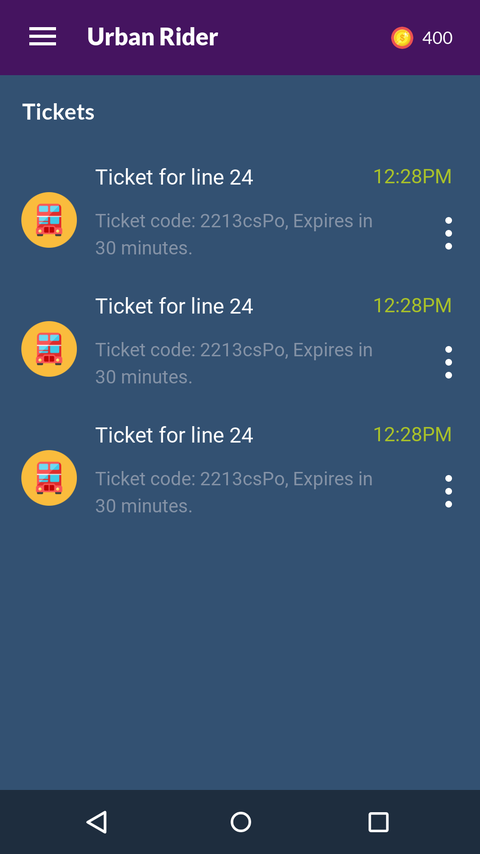 Urban Rider
400
Tickets
Ticket for line 24
12:28PM
Ticket code: 2213csPo, Expires in
30 minutes.
Ticket for line 24
12:28PM
Ticket code: 2213csPo, Expires in
30 minutes.
Ticket for line 24
12:28PM
Ticket code: 2213csPo, Expires in
30 minutes.